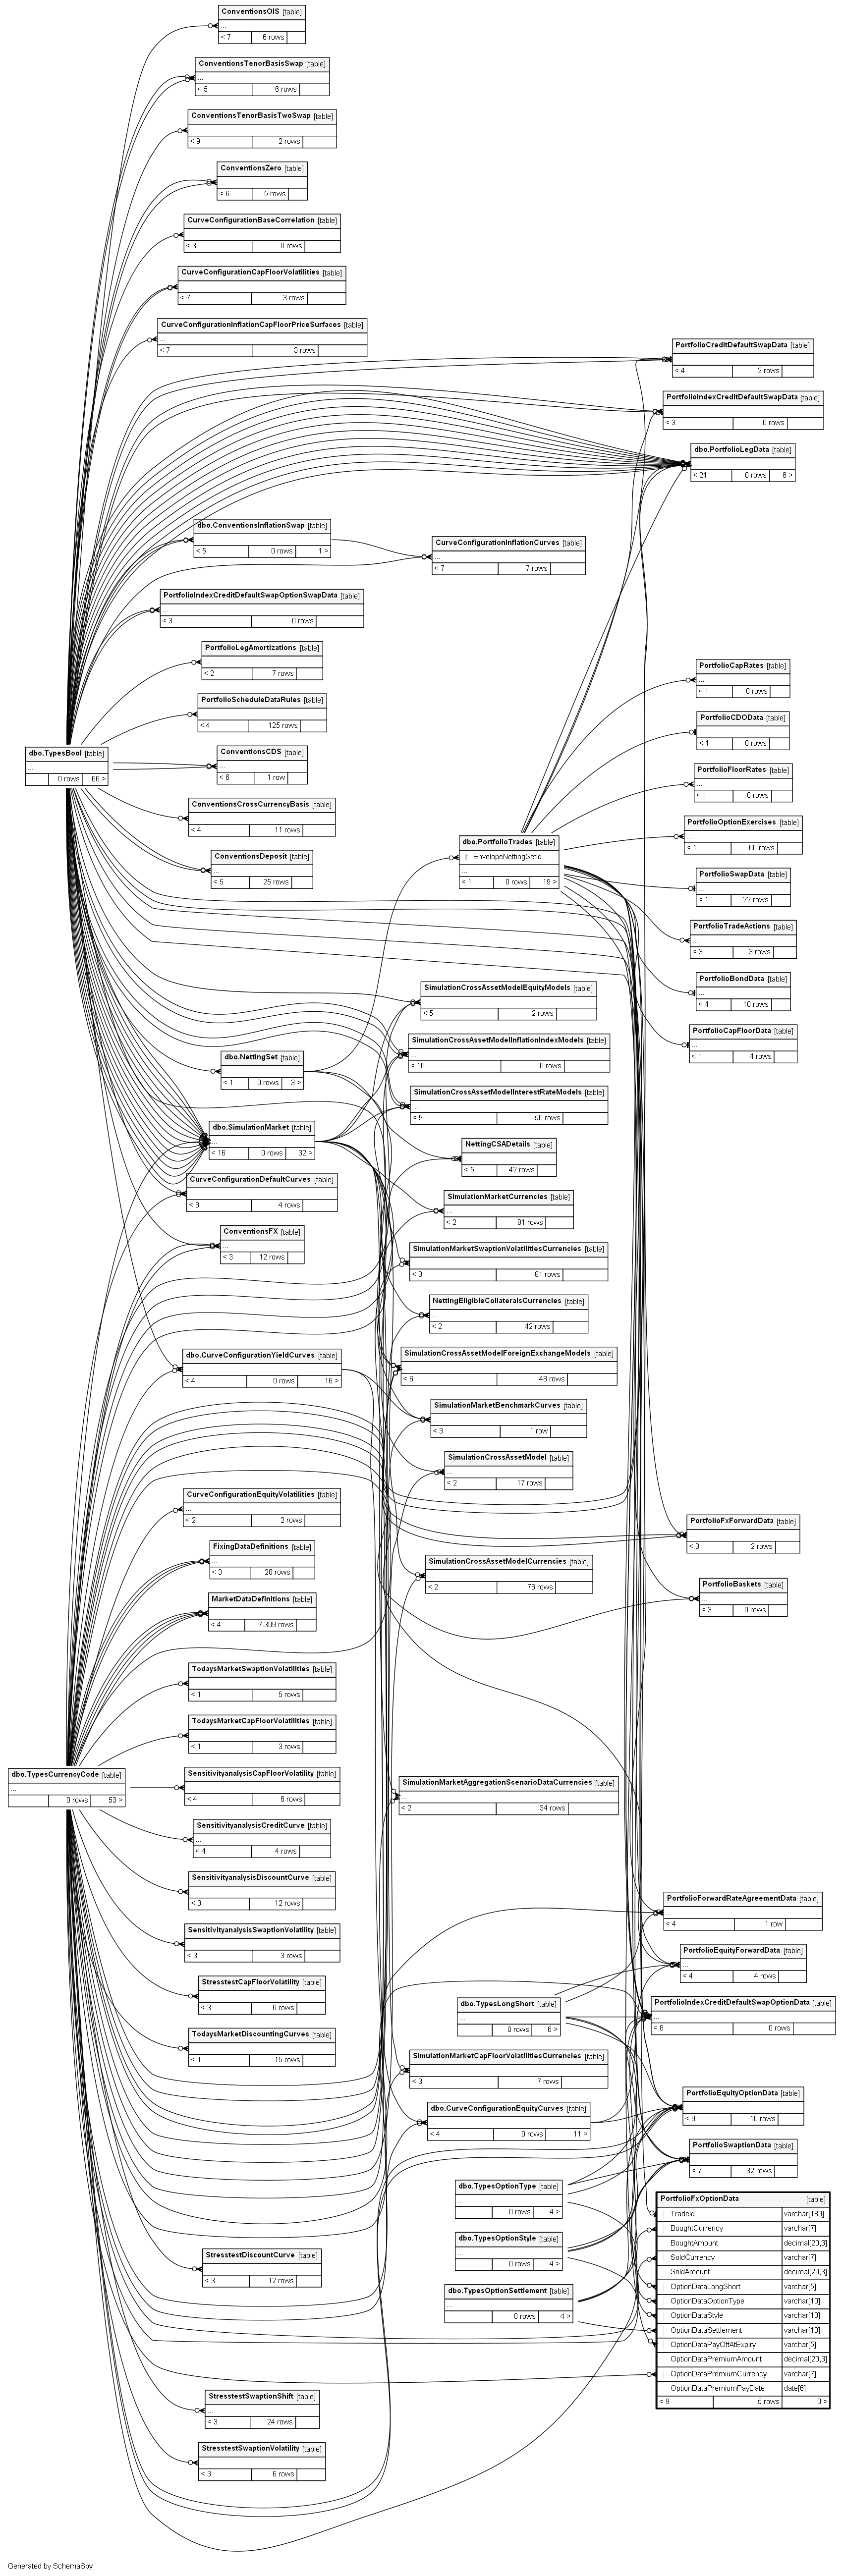 ConventionsOIS [table]
...
< 7 6 rows
ConventionsTenorBasisSwap [table]
...
< 5 6 rows
ConventionsTenorBasisTwoSwap [table]
...
< 9 2 rows
ConventionsZero [table]
...
< 6 5 rows
CurveConfigurationBaseCorrelation [table]
...
< 3 0 rows
CurveConfigurationCapFloorVolatilities [table]
...
< 7 3 rows
CurveConfigurationInflationCapFloorPriceSurfaces [table]
...
< 7 3 rows
PortfolioCreditDefaultSwapData [table]
...
< 4 2 rows
PortfolioIndexCreditDefaultSwapData [table]
...
< 3 0 rows
dbo.PortfolioLegData [table]
...
< 21 0 rows 6 >
dbo.ConventionsInflationSwap [table]
...
< 5 0 rows 1 >
CurveConfigurationInflationCurves [table]
...
< 7 7 rows
PortfolioIndexCreditDefaultSwapOptionSwapData [table]
...
< 3 0 rows
PortfolioLegAmortizations [table]
...
< 2 7 rows
PortfolioScheduleDataRules [table]
...
< 4 125 rows
dbo.TypesBool [table]
...
0 rows 66 >
ConventionsCDS [table]
...
< 6 1 row
ConventionsCrossCurrencyBasis [table]
...
< 4 11 rows
ConventionsDeposit [table]
...
< 5 25 rows
PortfolioCapRates [table]
...
< 1 0 rows
PortfolioCDOData [table]
...
< 1 0 rows
PortfolioFloorRates [table]
...
< 1 0 rows
PortfolioOptionExercises [table]
...
< 1 60 rows
dbo.PortfolioTrades [table]
EnvelopeNettingSetId
...
< 1 0 rows 19 >
PortfolioSwapData [table]
...
< 1 22 rows
PortfolioTradeActions [table]
...
< 3 3 rows
PortfolioBondData [table]
...
< 4 10 rows
PortfolioCapFloorData [table]
...
< 1 4 rows
SimulationCrossAssetModelEquityModels [table]
...
< 5 2 rows
SimulationCrossAssetModelInflationIndexModels [table]
...
< 10 0 rows
dbo.NettingSet [table]
...
< 1 0 rows 3 >
SimulationCrossAssetModelInterestRateModels [table]
...
< 9 50 rows
dbo.SimulationMarket [table]
...
< 16 0 rows 32 >
NettingCSADetails [table]
...
< 5 42 rows
CurveConfigurationDefaultCurves [table]
...
< 8 4 rows
SimulationMarketCurrencies [table]
...
< 2 81 rows
ConventionsFX [table]
...
< 3 12 rows
SimulationMarketSwaptionVolatilitiesCurrencies [table]
...
< 3 81 rows
NettingEligibleCollateralsCurrencies [table]
...
< 2 42 rows
dbo.CurveConfigurationYieldCurves [table]
...
< 4 0 rows 16 >
SimulationCrossAssetModelForeignExchangeModels [table]
...
< 6 48 rows
SimulationMarketBenchmarkCurves [table]
...
< 3 1 row
SimulationCrossAssetModel [table]
...
< 2 17 rows
CurveConfigurationEquityVolatilities [table]
...
< 2 2 rows
PortfolioFxForwardData [table]
...
< 3 2 rows
FixingDataDefinitions [table]
...
< 3 28 rows
SimulationCrossAssetModelCurrencies [table]
...
< 2 76 rows
PortfolioBaskets [table]
...
< 3 0 rows
MarketDataDefinitions [table]
...
< 4 7.309 rows
TodaysMarketSwaptionVolatilities [table]
...
< 1 5 rows
TodaysMarketCapFloorVolatilities [table]
...
< 1 3 rows
dbo.TypesCurrencyCode [table]
...
0 rows 53 >
SensitivityanalysisCapFloorVolatility [table]
...
< 4 6 rows
SimulationMarketAggregationScenarioDataCurrencies [table]
...
< 2 34 rows
SensitivityanalysisCreditCurve [table]
...
< 4 4 rows
SensitivityanalysisDiscountCurve [table]
...
< 3 12 rows
SensitivityanalysisSwaptionVolatility [table]
...
< 3 3 rows
StresstestCapFloorVolatility [table]
...
< 3 6 rows
TodaysMarketDiscountingCurves [table]
...
< 1 15 rows
PortfolioForwardRateAgreementData [table]
...
< 4 1 row
PortfolioEquityForwardData [table]
...
< 4 4 rows
dbo.TypesLongShort [table]
...
0 rows 6 >
PortfolioIndexCreditDefaultSwapOptionData [table]
...
< 8 0 rows
SimulationMarketCapFloorVolatilitiesCurrencies [table]
...
< 3 7 rows
dbo.CurveConfigurationEquityCurves [table]
...
< 4 0 rows 11 >
PortfolioEquityOptionData [table]
...
< 9 10 rows
PortfolioSwaptionData [table]
...
< 7 32 rows
dbo.TypesOptionType [table]
...
0 rows 4 >
dbo.TypesOptionStyle [table]
...
0 rows 4 >
dbo.TypesOptionSettlement [table]
...
0 rows 4 >
PortfolioFxOptionData [table]
TradeId varchar[180]
BoughtCurrency varchar[7]
BoughtAmount decimal[20,3]
SoldCurrency varchar[7]
SoldAmount decimal[20,3]
OptionDataLongShort varchar[5]
OptionDataOptionType varchar[10]
OptionDataStyle varchar[10]
OptionDataSettlement varchar[10]
OptionDataPayOffAtExpiry varchar[5]
OptionDataPremiumAmount decimal[20,3]
OptionDataPremiumCurrency varchar[7]
OptionDataPremiumPayDate date[6]
< 9 5 rows 0 >
StresstestDiscountCurve [table]
...
< 3 12 rows
StresstestSwaptionShift [table]
...
< 3 24 rows
StresstestSwaptionVolatility [table]
...
< 3 6 rows
Generated by SchemaSpy